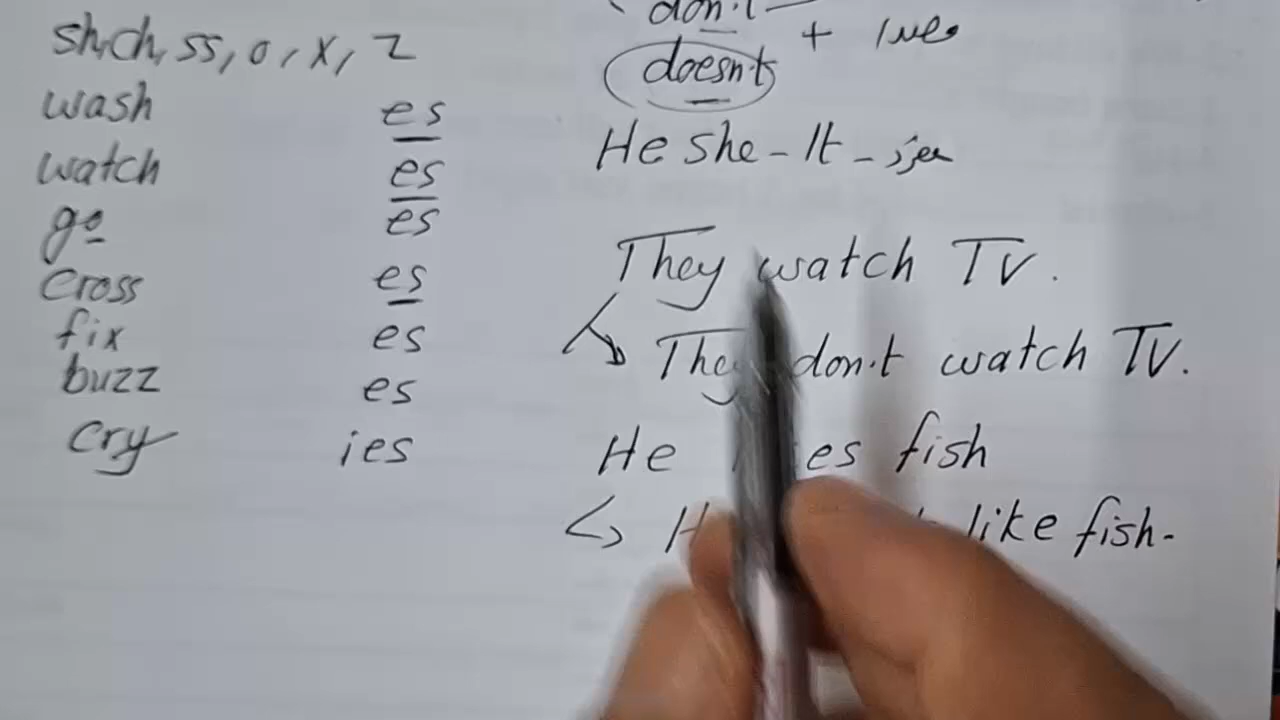 sh, ch, ss, o, x, z
wash es
watch es
go es
cross es
fix es
buzz es
cry ies
don't
doesn't +
He she - It -
They watch TV.
They don't watch TV.
He es fish
like fish.